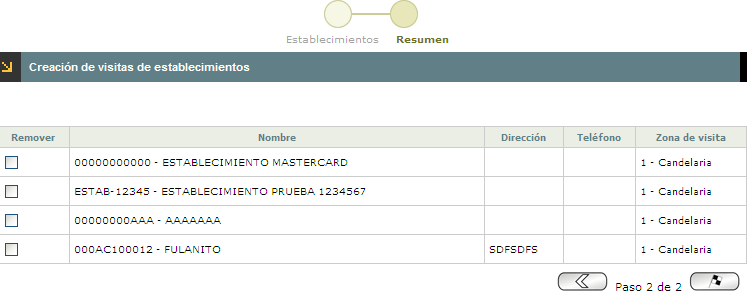 Establecimientos Resumen
Creación de visitas de establecimientos
Remover Nombre Dirección Teléfono Zona de visita
00000000000 - ESTABLECIMIENTO MASTERCARD 1 - Candelaria
ESTAB-12345 - ESTABLECIMIENTO PRUEBA 1234567 1 - Candelaria
00000000AAA - AAAAAAA 1 - Candelaria
000AC100012 - FULANITO SDFSDFS 1 - Candelaria
Paso 2 de 2